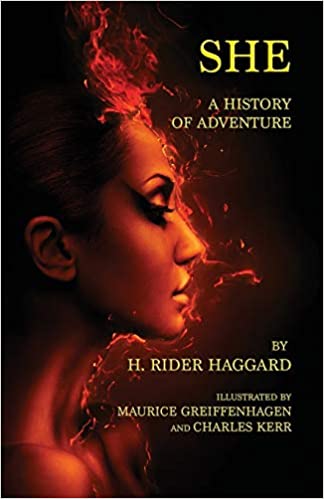 SHE
A HISTORY
OF ADVENTURE
BY
H. RIDER HAGGARD
ILLUSTRATED BY
MAURICE GREIFFENHAGEN
AND CHARLES KERR